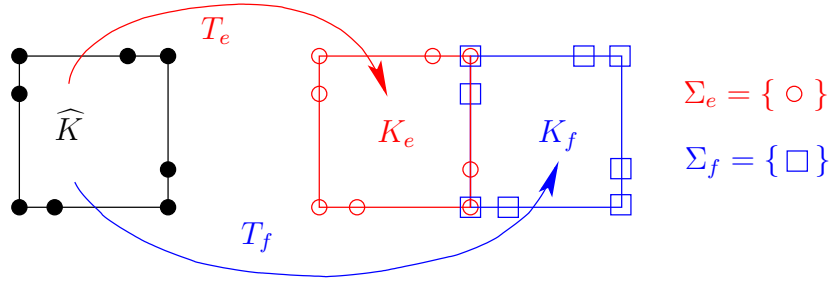 T_e
K̂
K_e
K_f
Σ_e = { ○ }
Σ_f = { □ }
T_f